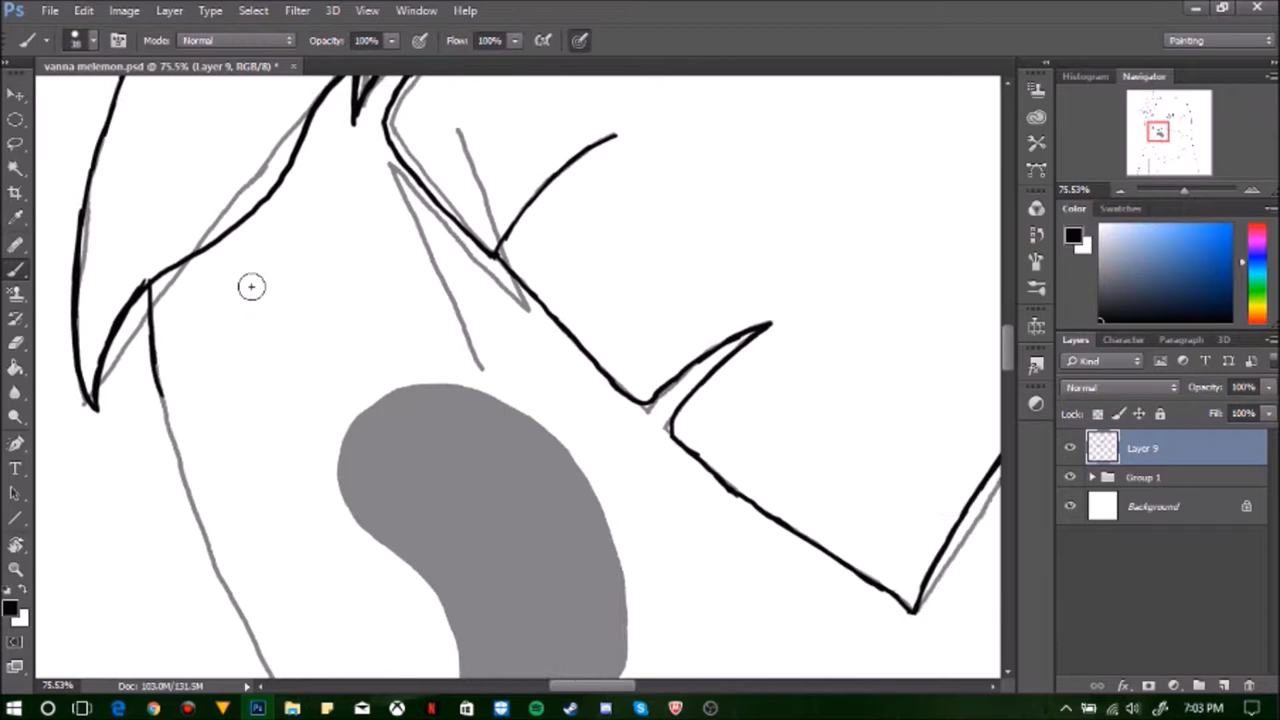 Ps File Edit Image Layer Type Select Filter 3D View Window Help
38 Mode: Normal Opacity: 100% Flow: 100% Painting
vanna melemon.psd @ 75.5% (Layer 9, RGB/8) * ×
Histogram Navigator
75.53%
Color Swatches
Layers Character Paragraph 3D
Kind T
Normal Opacity: 100%
Lock: Fill: 100%
Layer 9
Group 1
Background
75.53% Doc: 103.0M/131.5M
fx
7:03 PM